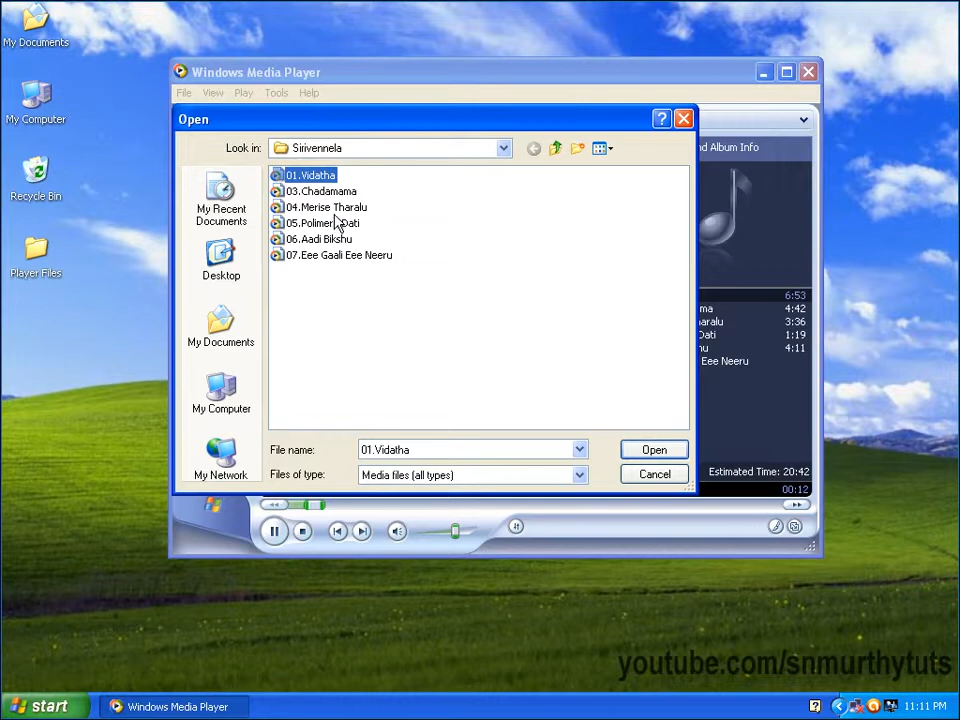 My Documents
My Computer
Recycle Bin
Player Files
Windows Media Player
File View Play Tools Help
Open
Look in: Sirivennela
nd Album Info
My Recent Documents
Desktop
My Documents
My Computer
My Network
01.Vidatha
03.Chadamama
04.Merise Tharalu
05.Polimera Dati
06.Aadi Bikshu
07.Eee Gaali Eee Neeru
6:53
ma 4:42
aralu 3:36
Dati 1:19
hu 4:11
Eee Neeru
File name: 01.Vidatha Open
Files of type: Media files (all types) Cancel
Estimated Time: 20:42
00:12
youtube.com/snmurthytuts
start Windows Media Player 11:11 PM